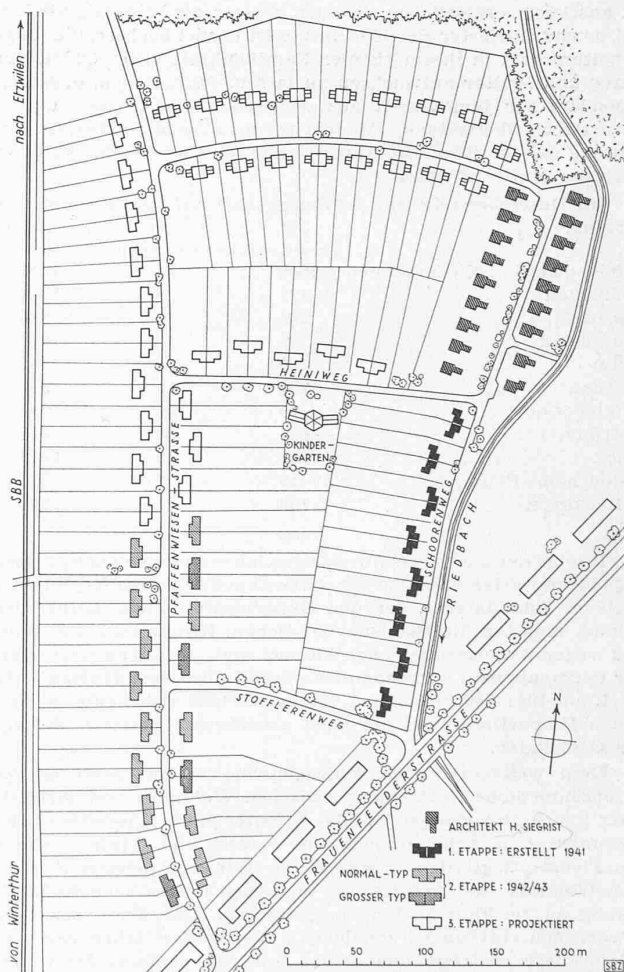 nach Erzwilen
SBB
von Winterthur
HEINIWEG
KINDER-
GARTEN
PFAFFENWIESEN-STRASSE
SCHOORENWEG
RIEDBACH
STOFFLERENWEG
FRAUENFELDERSTRASSE
N
ARCHITEKT H. SIEGRIST
1. ETAPPE: ERSTELLT 1941
NORMAL-TYP
2. ETAPPE: 1942/43
GROSSER TYP
3. ETAPPE: PROJEKTIERT
0 50 100 150 200 m
SBZ